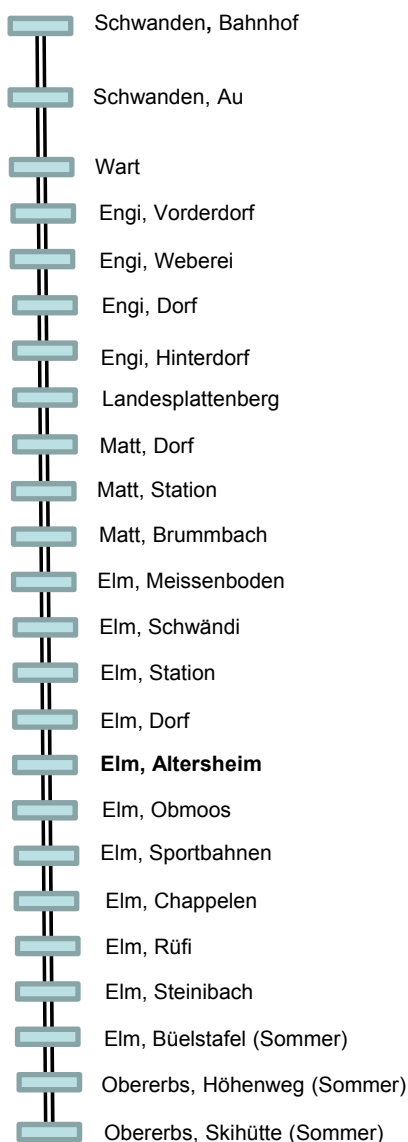 Schwanden, Bahnhof
Schwanden, Au
Wart
Engi, Vorderdorf
Engi, Weberei
Engi, Dorf
Engi, Hinterdorf
Landesplattenberg
Matt, Dorf
Matt, Station
Matt, Brummbach
Elm, Meissenboden
Elm, Schwändi
Elm, Station
Elm, Dorf
Elm, Altersheim
Elm, Obmoos
Elm, Sportbahnen
Elm, Chappelen
Elm, Rüfi
Elm, Steinibach
Elm, Büelstafel (Sommer)
Obererbs, Höhenweg (Sommer)
Obererbs, Skihütte (Sommer)